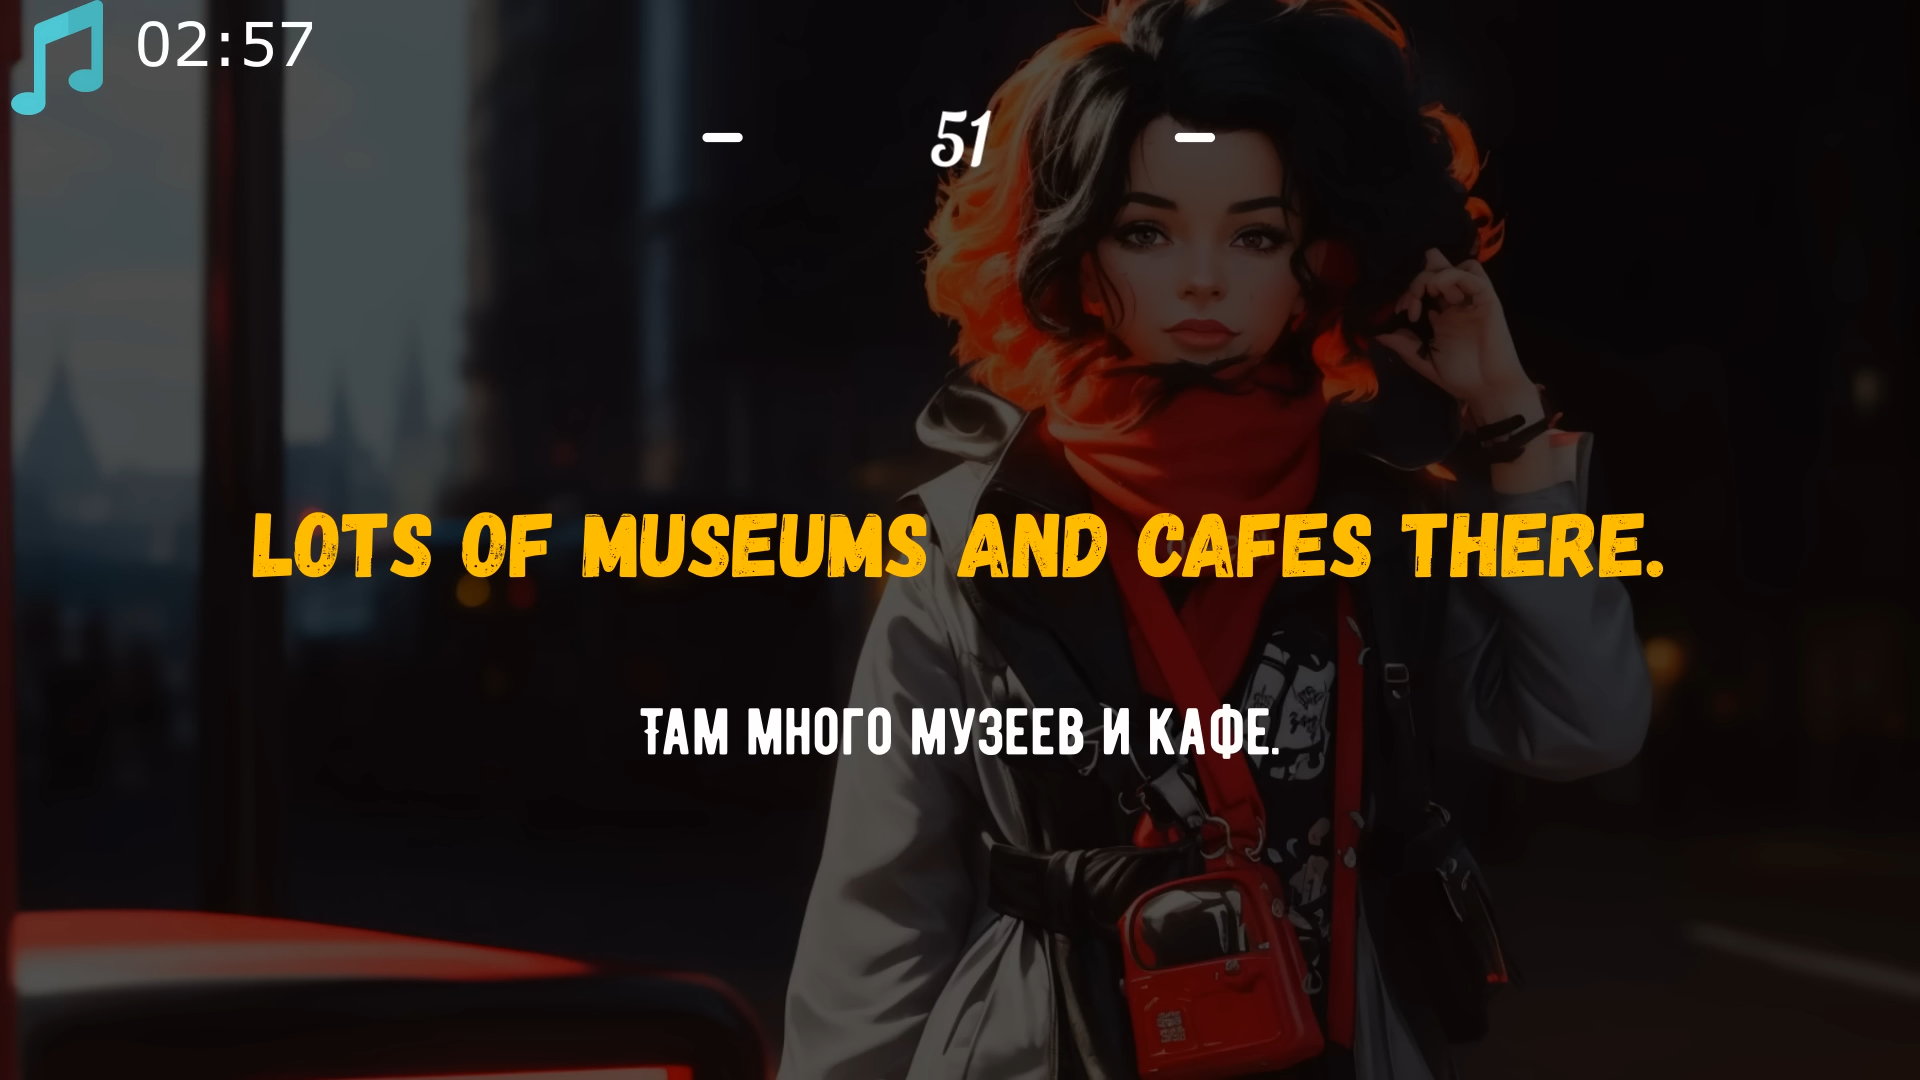 02:57
- 51 -
LOTS OF MUSEUMS AND CAFES THERE.
ТАМ МНОГО МУЗЕЕВ И КАФЕ.